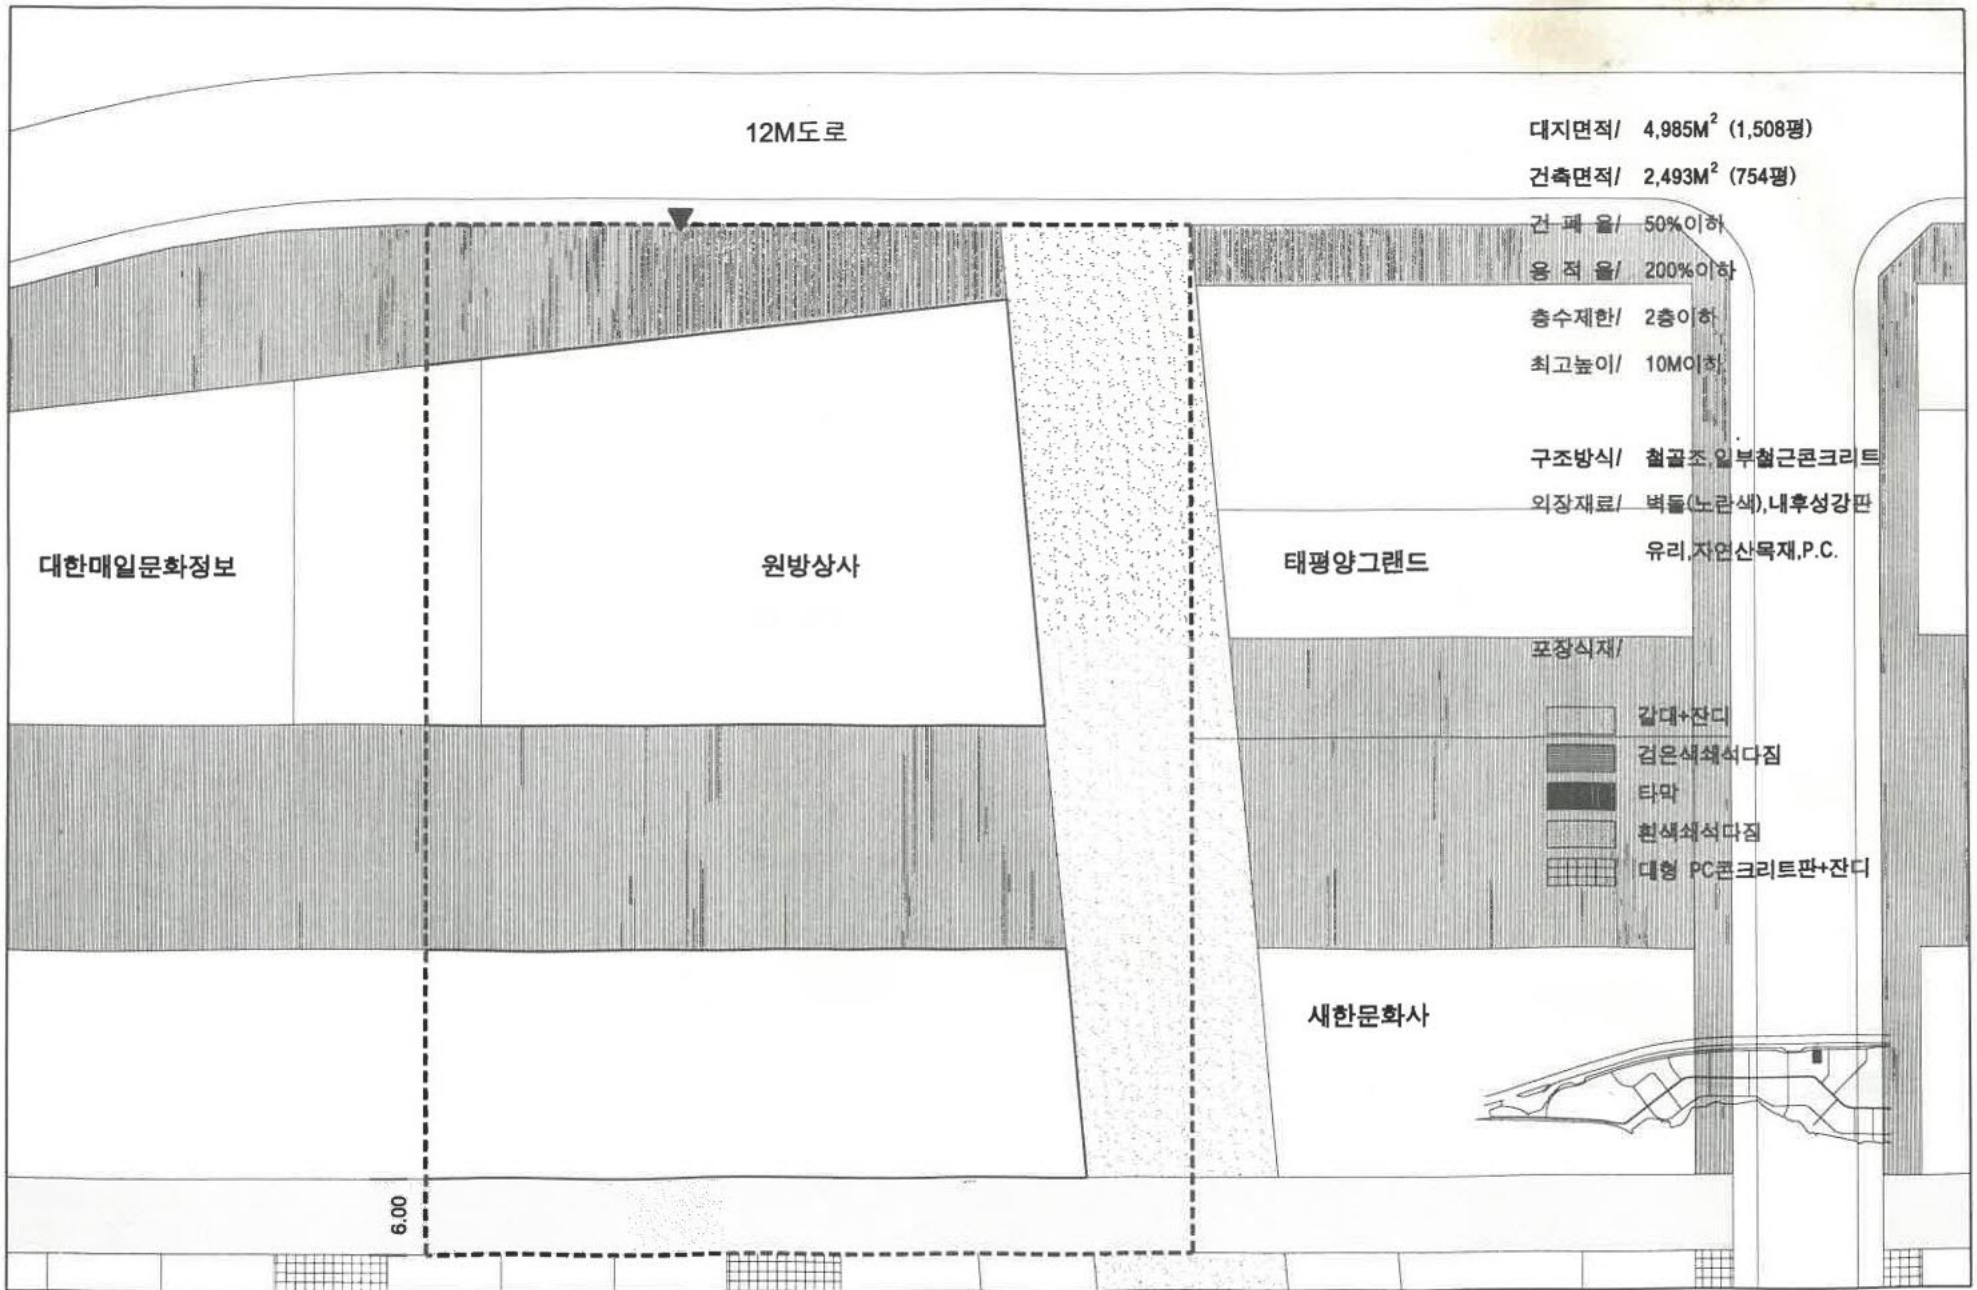 12M도로
대지면적/ 4,985M² (1,508평)
건축면적/ 2,493M² (754평)
건 폐 율/ 50%이하
용 적 율/ 200%이하
층수제한/ 2층이하
최고높이/ 10M이하
구조방식/ 철골조,일부철근콘크리트
외장재료/ 벽돌(노란색),내후성강판
유리,자연산목재,P.C.
대한매일문화정보
원방상사
태평양그랜드
포장식재/
갈대+잔디
검은색쇄석다짐
타막
흰색쇄석다짐
대형 PC콘크리트판+잔디
새한문화사
6.00